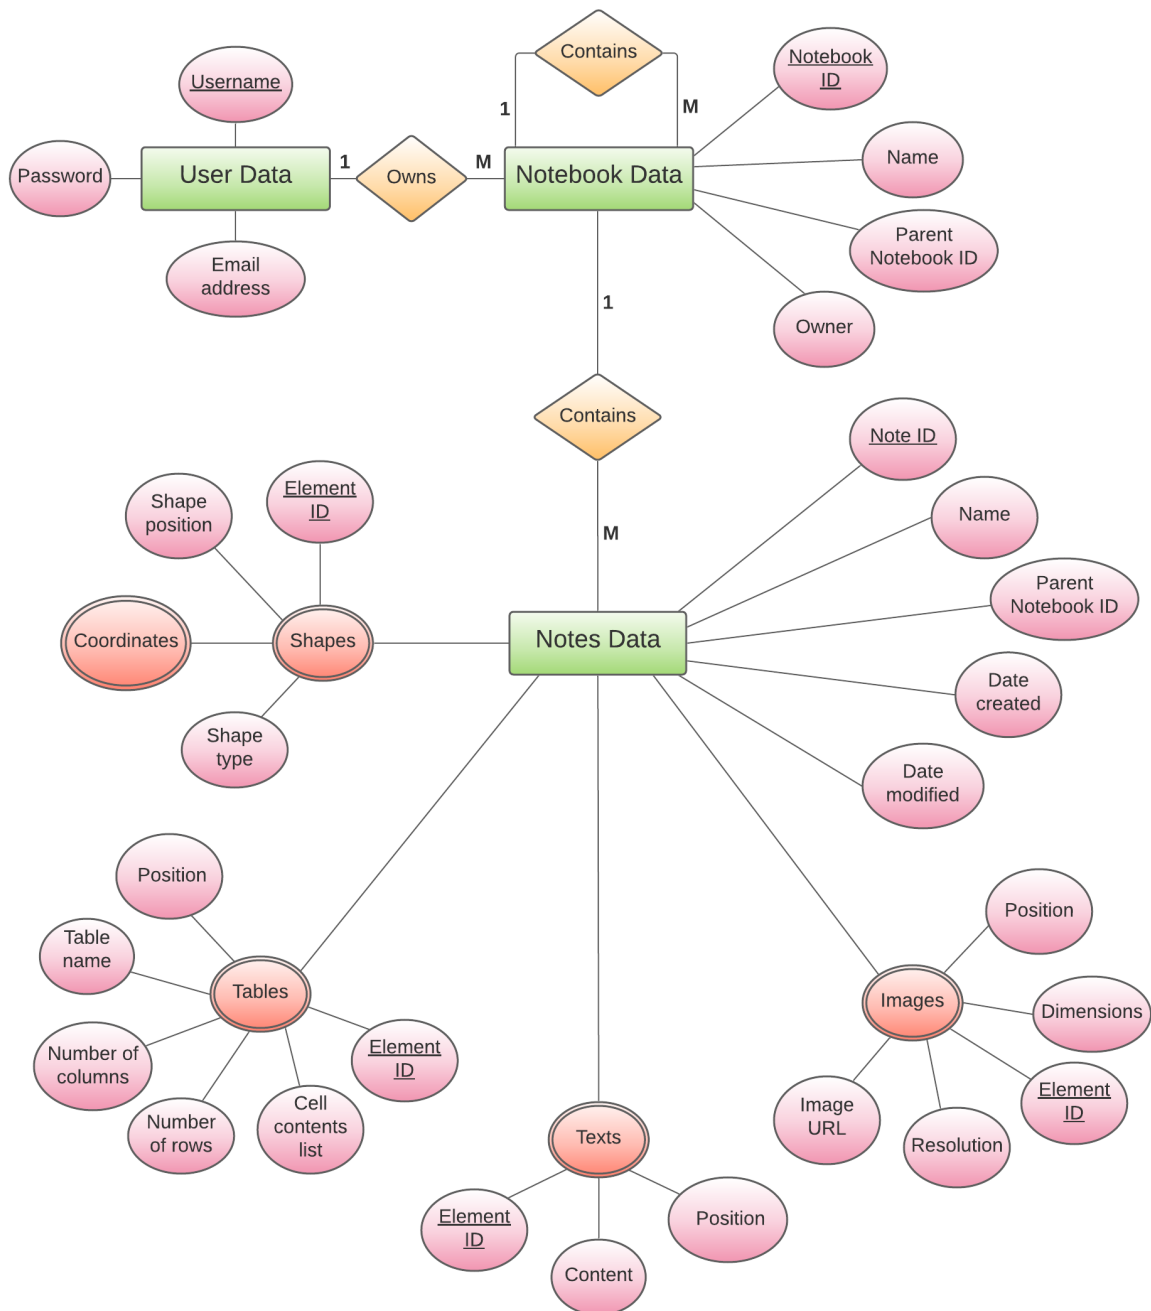 Contains
Notebook
ID
Username
1
M
Name
Password
User Data
1
Owns
M
Notebook Data
Parent
Notebook ID
Email
address
1
Owner
Contains
Note ID
Shape
position
Element
ID
M
Name
Parent
Notebook ID
Coordinates
Shapes
Notes Data
Date
created
Shape
type
Date
modified
Position
Position
Table
name
Tables
Images
Dimensions
Number of
columns
Element
ID
Number
of rows
Cell
contents
list
Image
URL
Resolution
Element
ID
Texts
Element
ID
Content
Position